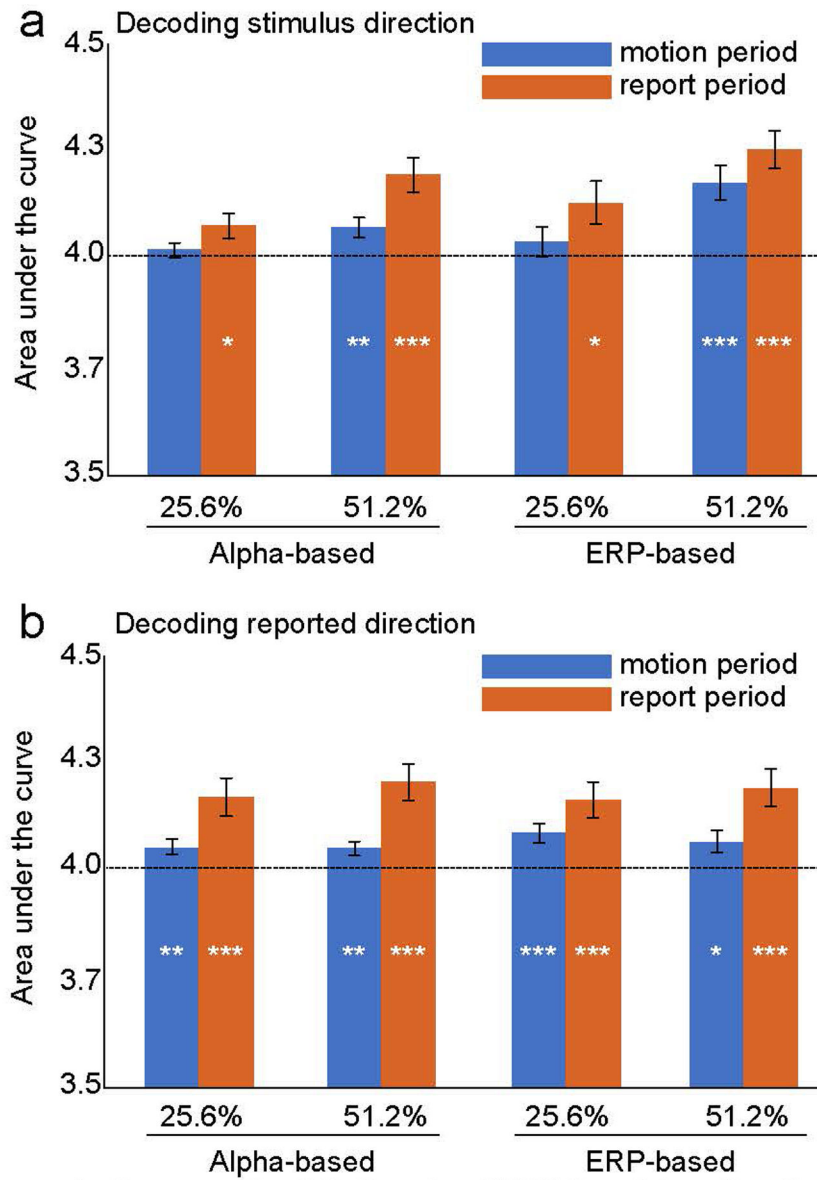 a Decoding stimulus direction
4.5
motion period
report period
4.3
4.0
3.7
3.5
Area under the curve
* ** *** * *** ***
25.6% 51.2% 25.6% 51.2%
Alpha-based ERP-based
b Decoding reported direction
4.5
motion period
report period
4.3
4.0
3.7
3.5
Area under the curve
** *** ** *** *** *** * ***
25.6% 51.2% 25.6% 51.2%
Alpha-based ERP-based